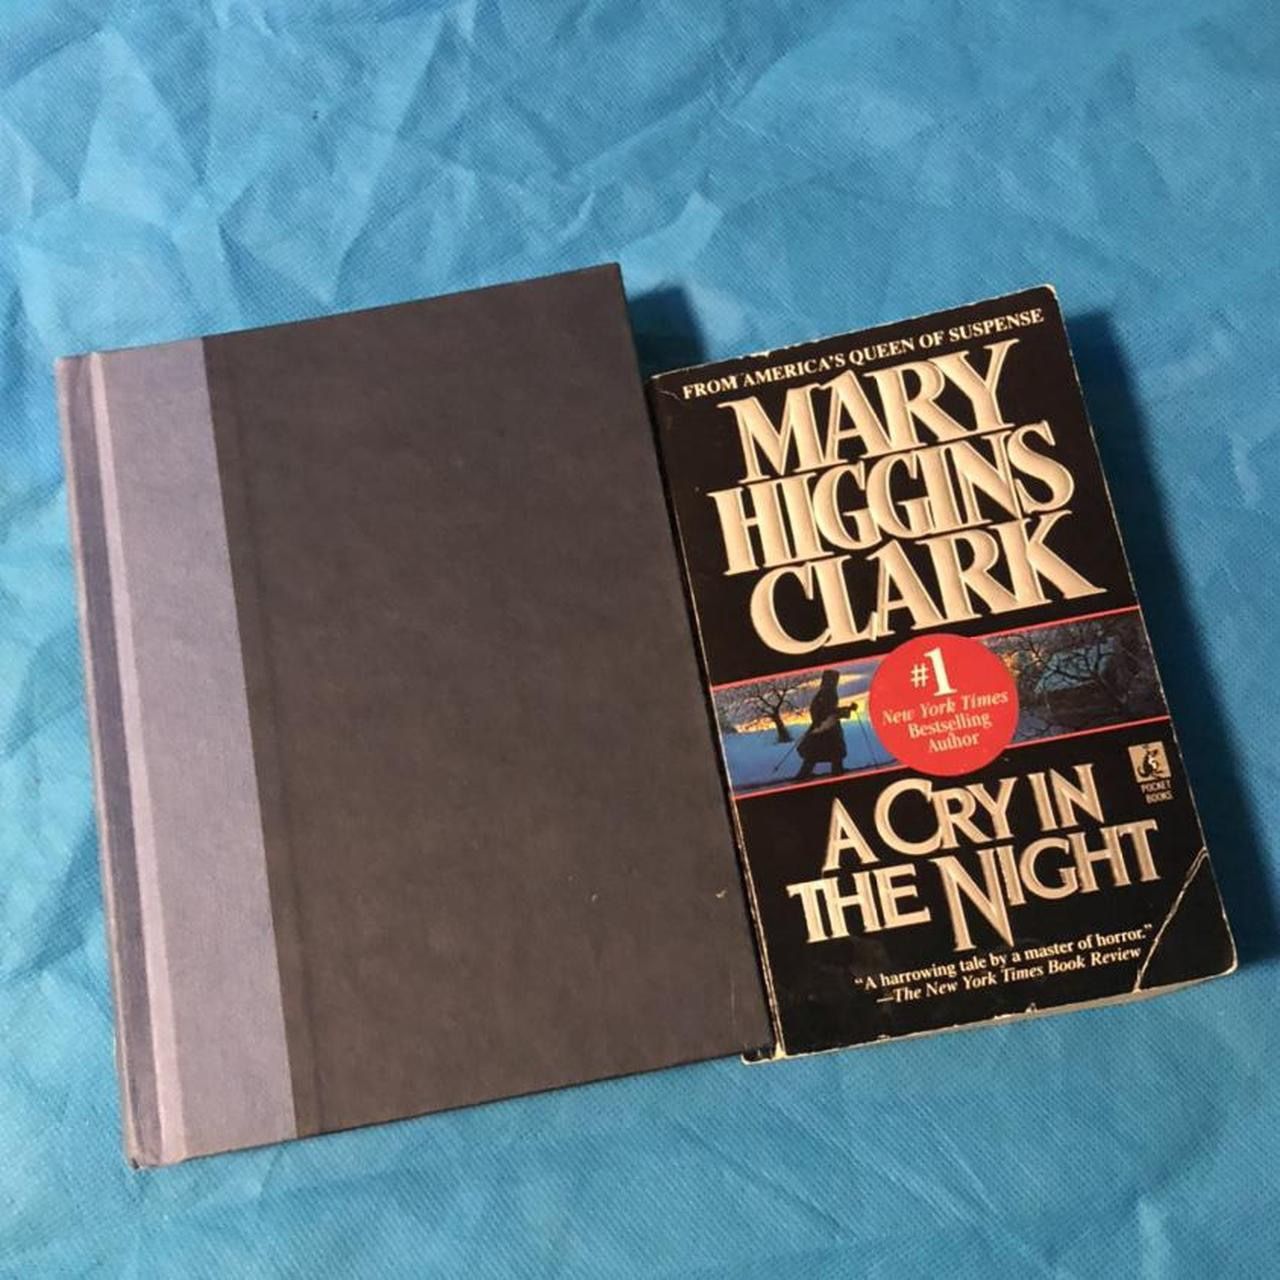 FROM AMERICA'S QUEEN OF SUSPENSE
MARY
HIGGINS
CLARK
#1
New York Times
Bestselling
Author
POCKET
BOOKS
A CRY IN
THE NIGHT
“A harrowing tale by a master of horror.”
—The New York Times Book Review